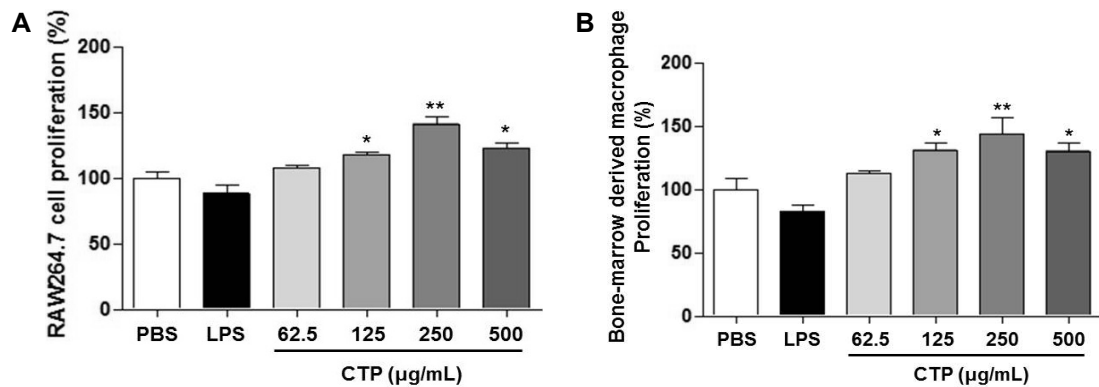 A
RAW264.7 cell proliferation (%)
200
150
100
50
0
*
**
*
PBS LPS 62.5 125 250 500
CTP (µg/mL)
B
Bone-marrow derived macrophage
Proliferation (%)
200
150
100
50
0
*
**
*
PBS LPS 62.5 125 250 500
CTP (µg/mL)